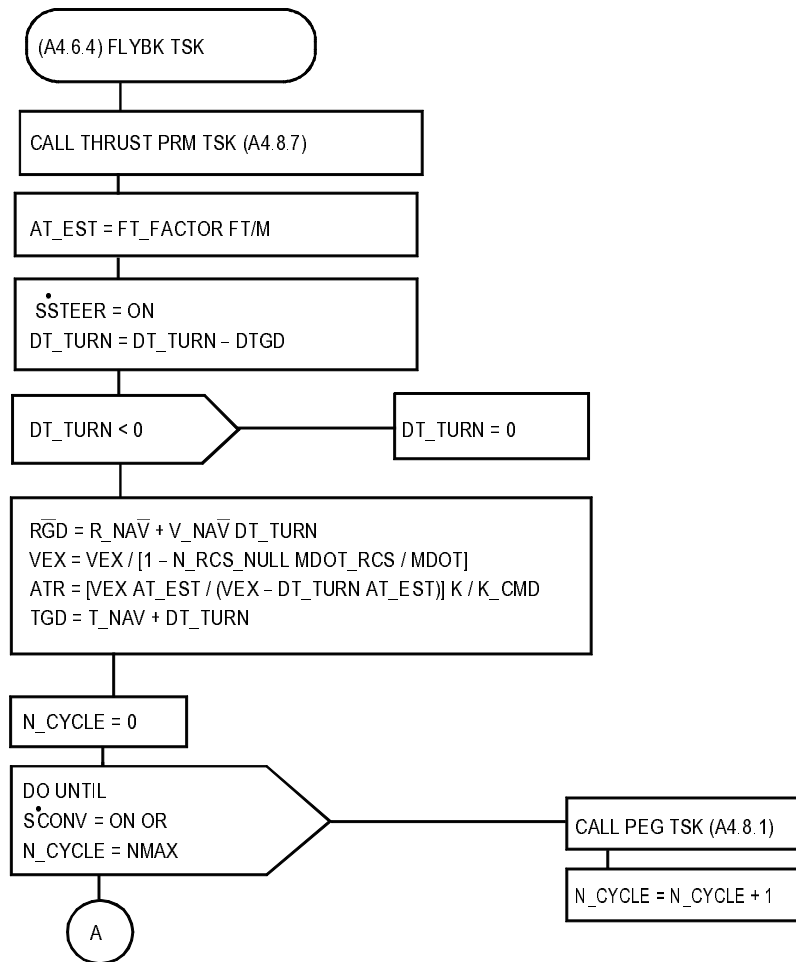 (A4.6.4) FLYBK TSK
CALL THRUST PRM TSK (A4.8.7)
AT_EST = FT_FACTOR FT/M
SṠTEER = ON
DT_TURN = DT_TURN – DTGD
DT_TURN < 0
DT_TURN = 0
RG̅D = R_NAV̅ + V_NAV̅ DT_TURN
VEX = VEX / [1 – N_RCS_NULL MDOT_RCS / MDOT]
ATR = [VEX AT_EST / (VEX – DT_TURN AT_EST)] K / K_CMD
TGD = T_NAV + DT_TURN
N_CYCLE = 0
DO UNTIL
SĊONV = ON OR
N_CYCLE = NMAX
CALL PEG TSK (A4.8.1)
N_CYCLE = N_CYCLE + 1
A